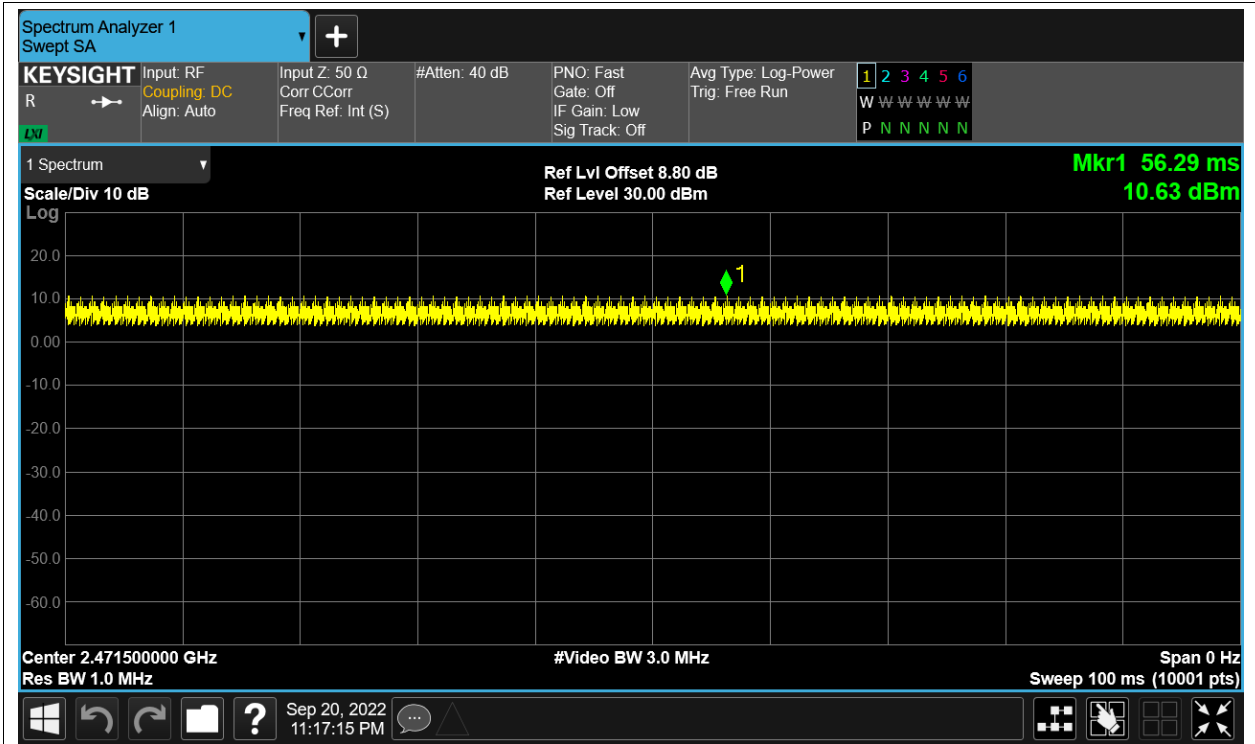 Spectrum Analyzer 1
Swept SA
+
KEYSIGHT
R
LXI
Input: RF
Coupling: DC
Align: Auto
Input Z: 50 Ω
Corr CCorr
Freq Ref: Int (S)
#Atten: 40 dB
PNO: Fast
Gate: Off
IF Gain: Low
Sig Track: Off
Avg Type: Log-Power
Trig: Free Run
1 2 3 4 5 6
W W W W W W
P N N N N N
1 Spectrum
Scale/Div 10 dB
Ref Lvl Offset 8.80 dB
Ref Level 30.00 dBm
Mkr1 56.29 ms
10.63 dBm
Log
20.0
10.0
0.00
-10.0
-20.0
-30.0
-40.0
-50.0
-60.0
1
Center 2.471500000 GHz
Res BW 1.0 MHz
#Video BW 3.0 MHz
Span 0 Hz
Sweep 100 ms (10001 pts)
?
Sep 20, 2022
11:17:15 PM